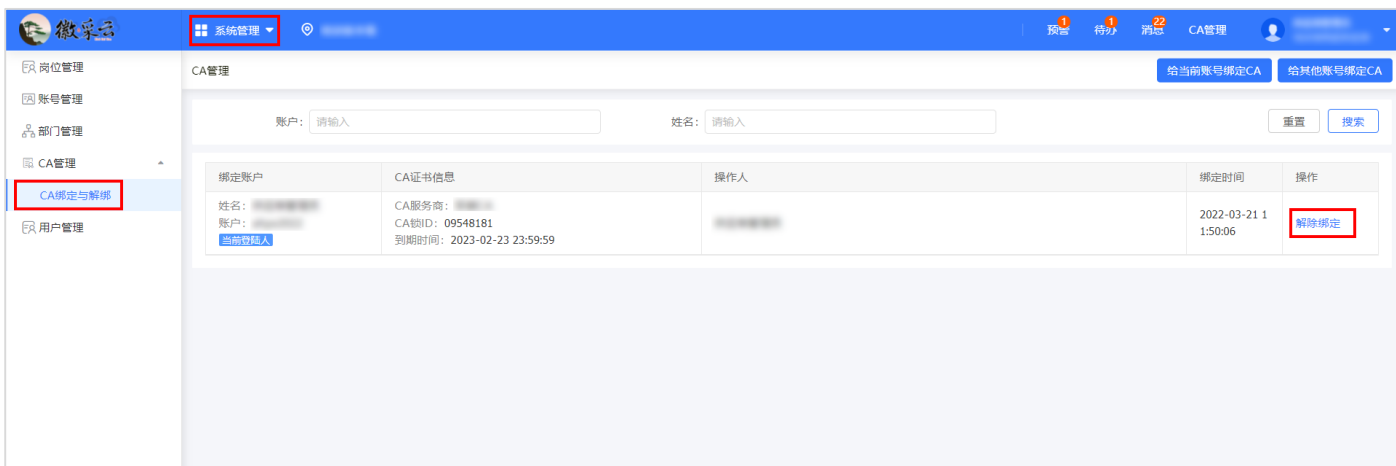 徽采云
系统管理
预警 1
待办 1
消息 22
CA管理
岗位管理
账号管理
部门管理
CA管理
CA绑定与解绑
用户管理
CA管理
给当前账号绑定CA
给其他账号绑定CA
账户： 请输入
姓名： 请输入
重置
搜索
绑定账户
CA证书信息
操作人
绑定时间
操作
姓名：
账户：
当前登陆人
CA服务商：
CA锁ID： 09548181
到期时间： 2023-02-23 23:59:59
2022-03-21 1
1:50:06
解除绑定